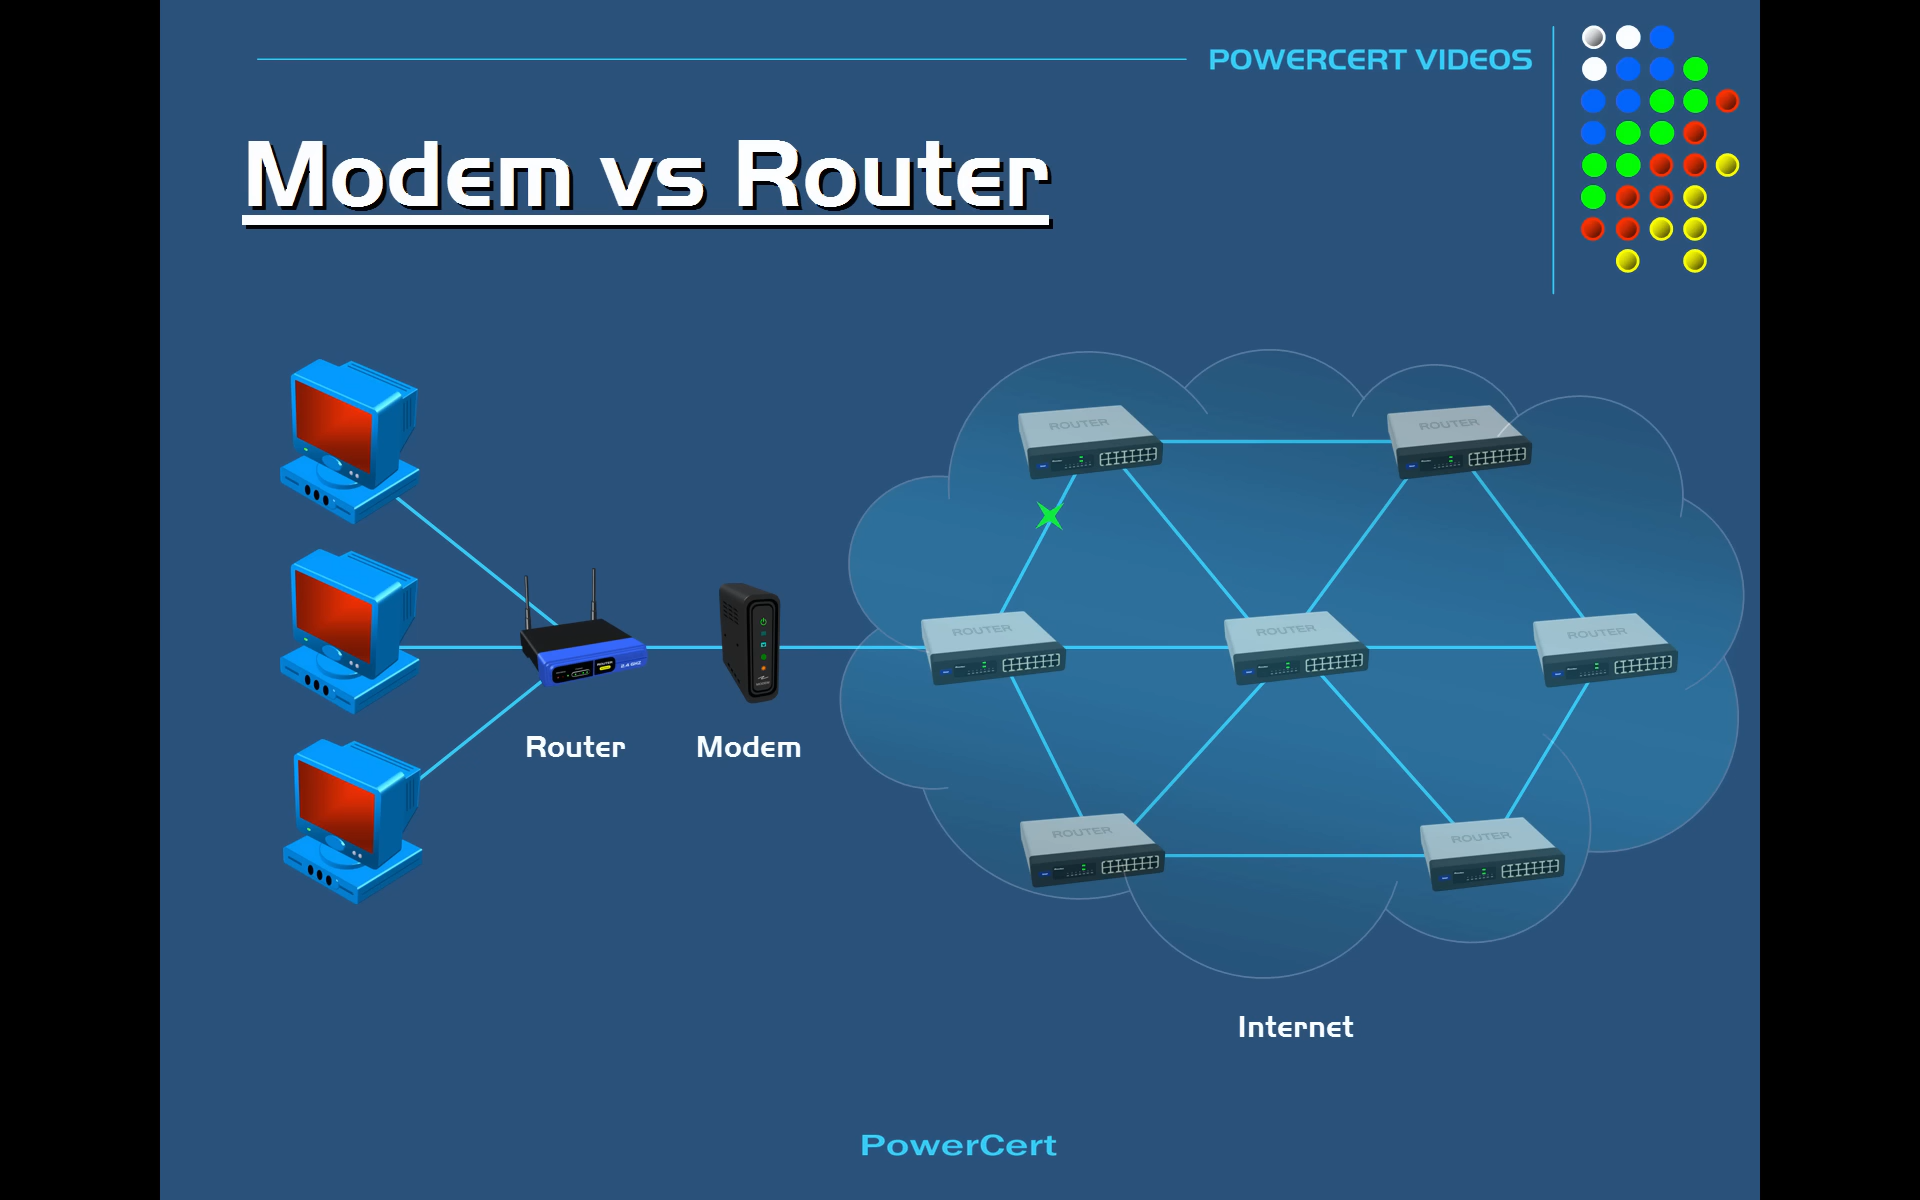 POWERCERT VIDEOS
Modem vs Router
ROUTER
ROUTER
ROUTER
ROUTER
ROUTER
Router
Modem
ROUTER
ROUTER
Internet
PowerCert